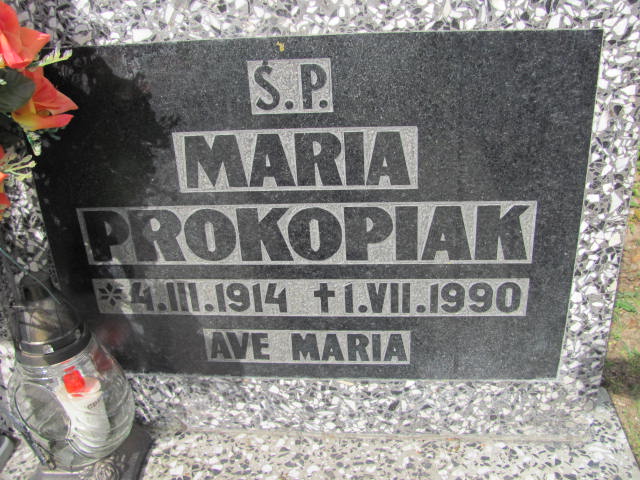 Ś.P.
MARIA
PROKOPIAK
*4.III.1914 †1.VII.1990
AVE MARIA